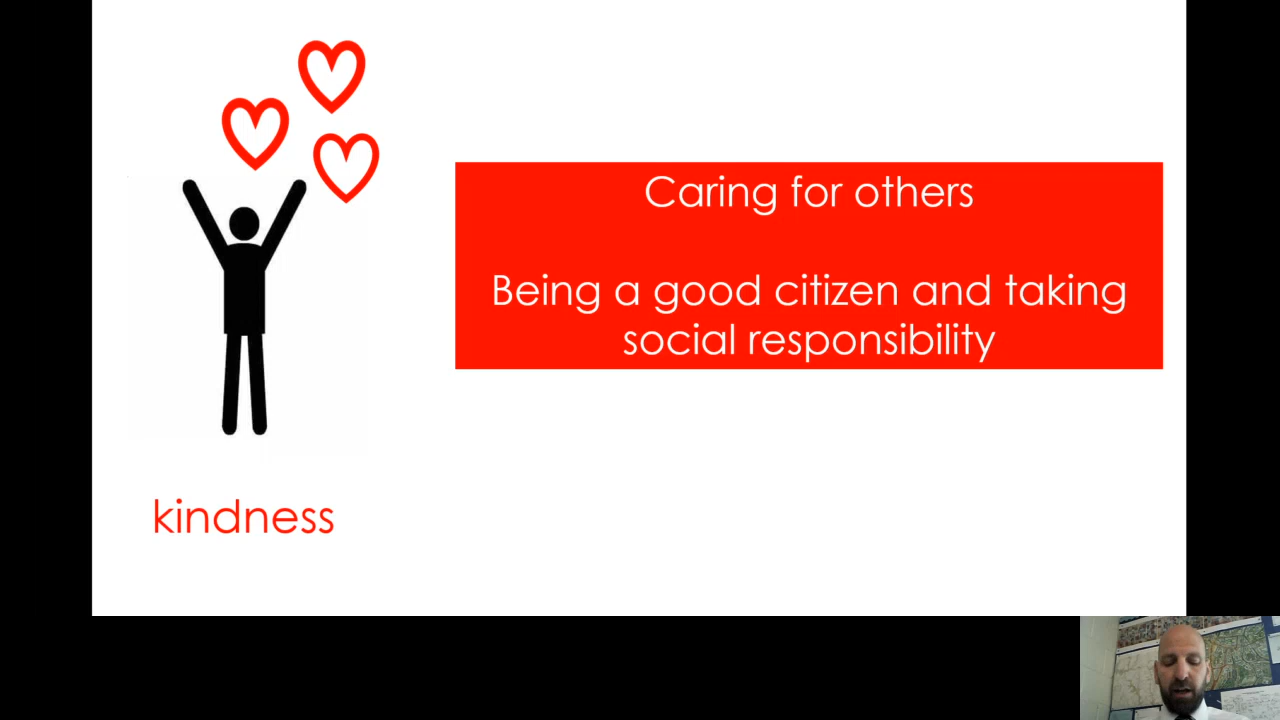 Caring for others
Being a good citizen and taking
social responsibility
kindness